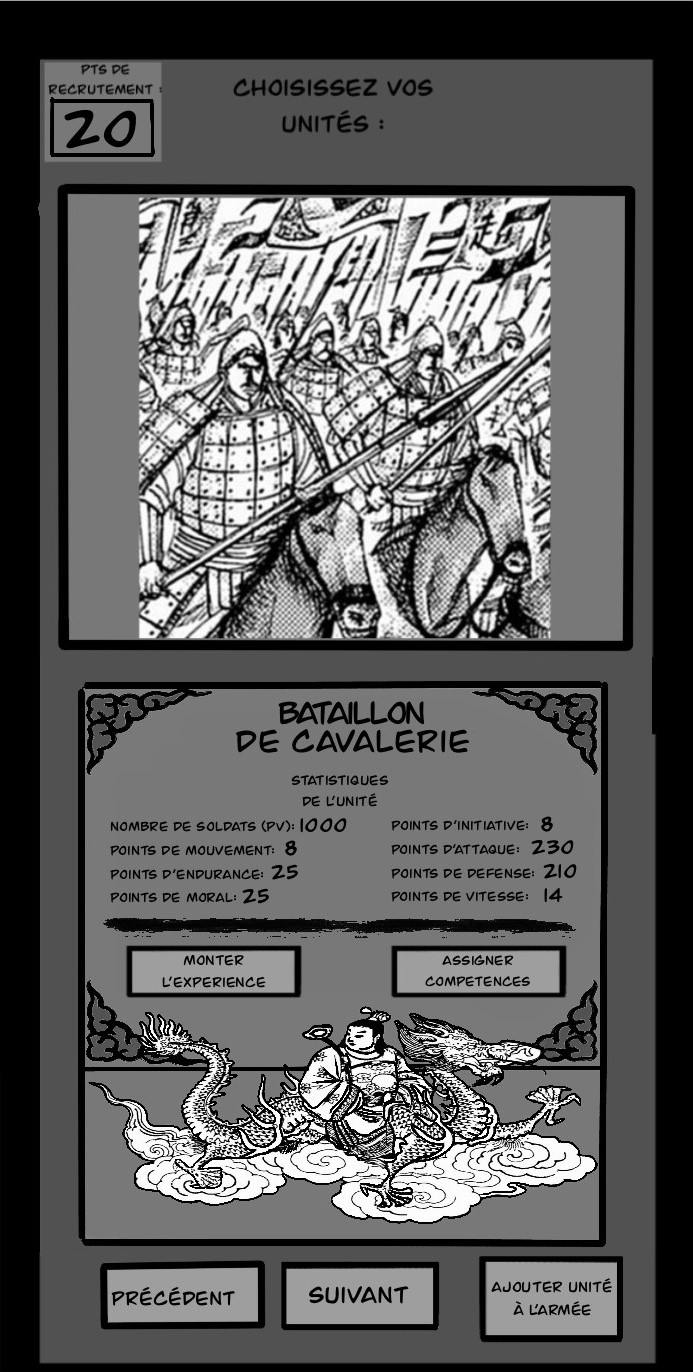 PTS DE
RECRUTEMENT :
20
CHOISISSEZ VOS
UNITÉS :
BATAILLON
DE CAVALERIE
STATISTIQUES
DE L'UNITÉ
NOMBRE DE SOLDATS (PV): 1000
POINTS DE MOUVEMENT: 8
POINTS D'ENDURANCE: 25
POINTS DE MORAL: 25
POINTS D'INITIATIVE: 8
POINTS D'ATTAQUE: 230
POINTS DE DEFENSE: 210
POINTS DE VITESSE: 14
MONTER
L'EXPERIENCE
ASSIGNER
COMPETENCES
PRÉCÉDENT
SUIVANT
AJOUTER UNITÉ
À L'ARMÉE